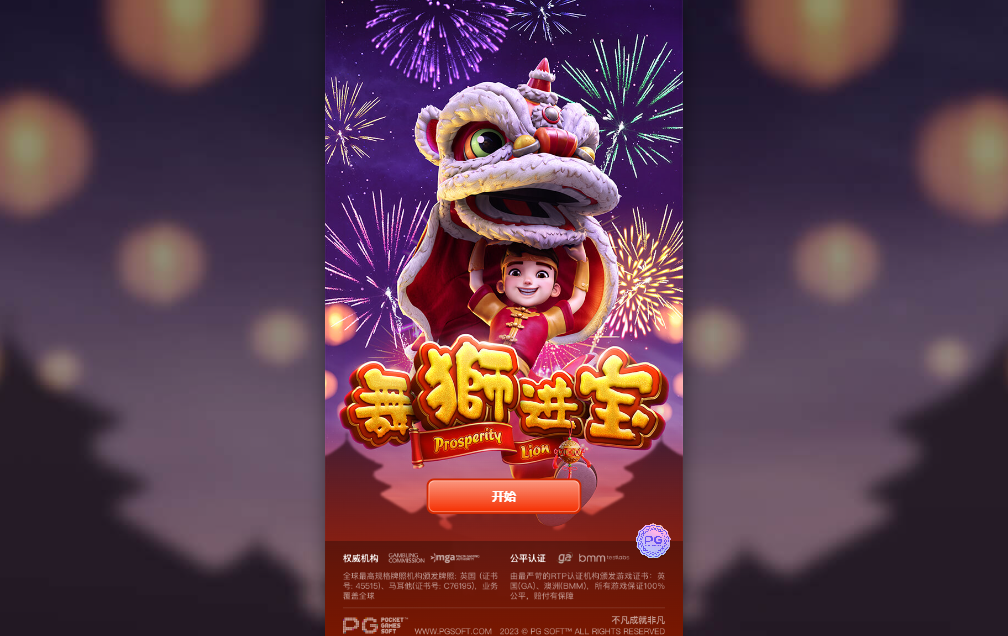 舞狮进宝
Prosperity Lion
开始
PG
权威机构 GAMBLING COMMISSION mga
公平认证 bmm testlabs
全球最高规格牌照机构颁发牌照: 英国 (证书
号: 45515)、马耳他(证书号: C76195)，业务
覆盖全球
由最严苛的RTP认证机构颁发游戏证书：英
国(GA)、澳洲(BMM)，所有游戏保证100%
公平，赔付有保障
不凡成就非凡
PG POCKET GAMES SOFT
WWW.PGSOFT.COM 2023 © PG SOFT™ ALL RIGHTS RESERVED